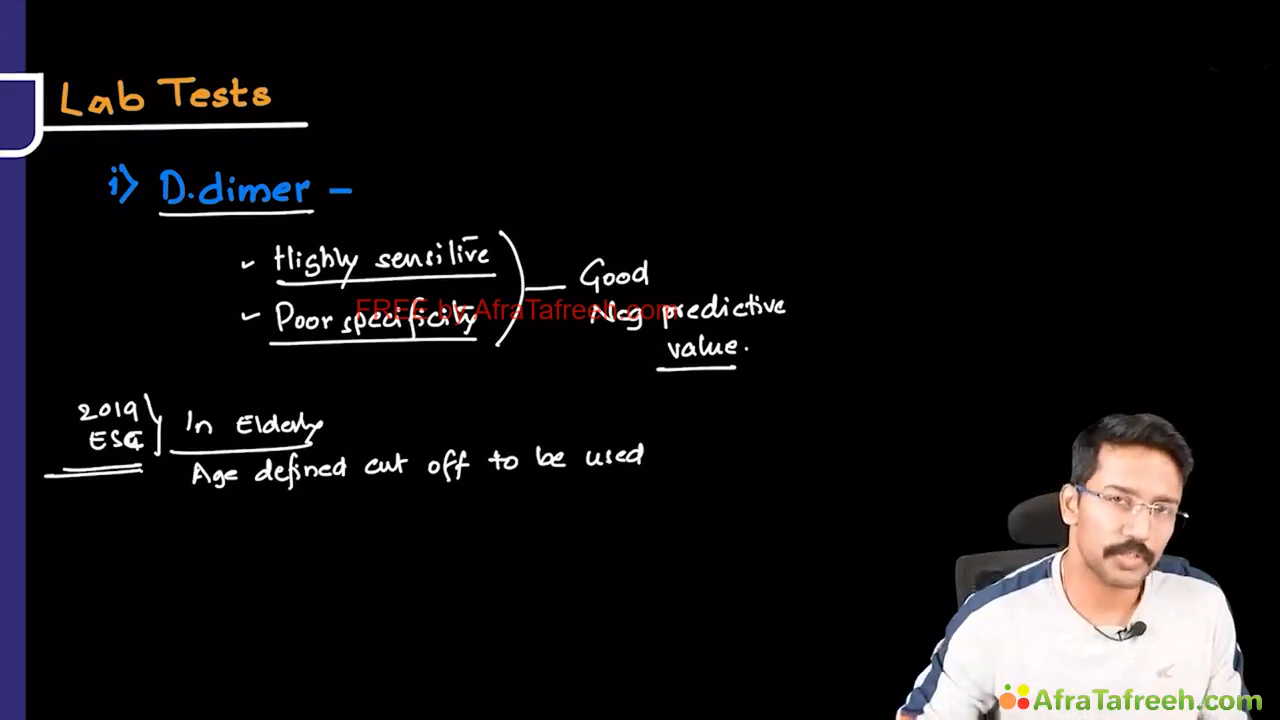 Lab Tests
i) D.dimer –
Highly sensitive
Good
FREE by AfraTafreeh.com
Poor specificity
Neg predictive
value.
2019
ESC
In Elderly
Age defined cut off to be used
AfraTafreeh.com